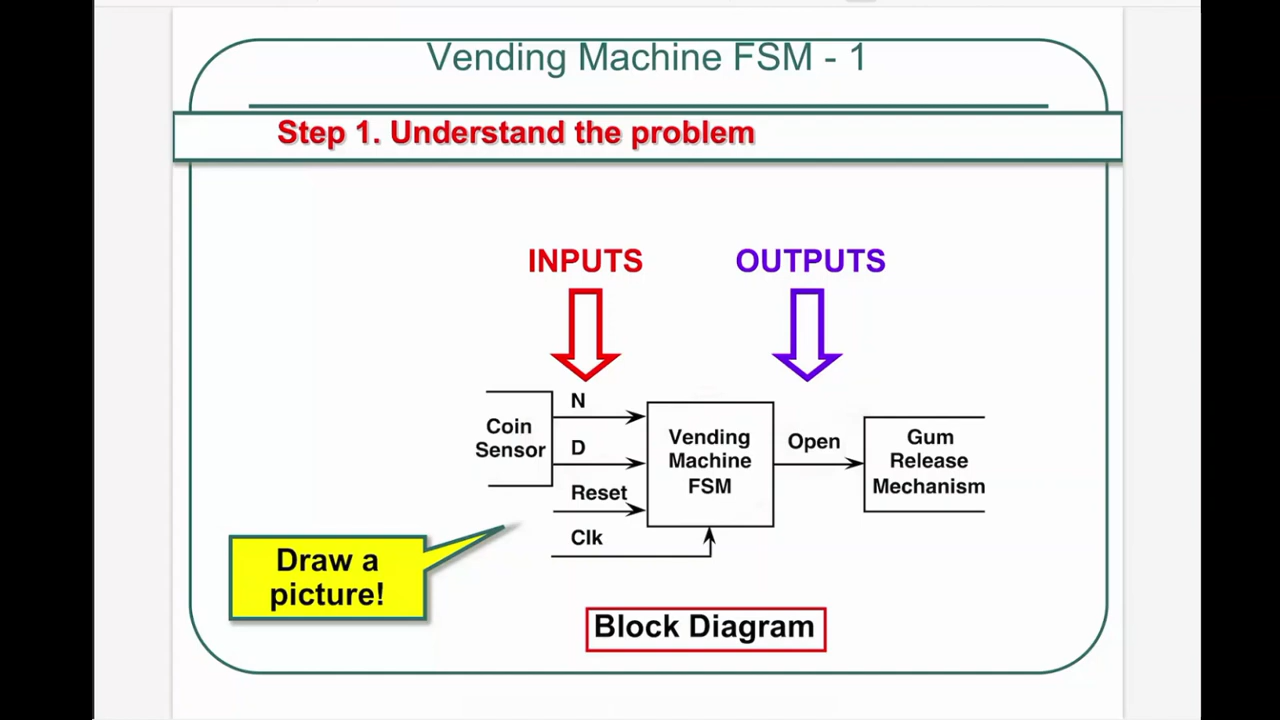 Vending Machine FSM - 1
Step 1. Understand the problem
INPUTS
OUTPUTS
Coin
Sensor
N
D
Reset
Clk
Vending
Machine
FSM
Open
Gum
Release
Mechanism
Draw a
picture!
Block Diagram